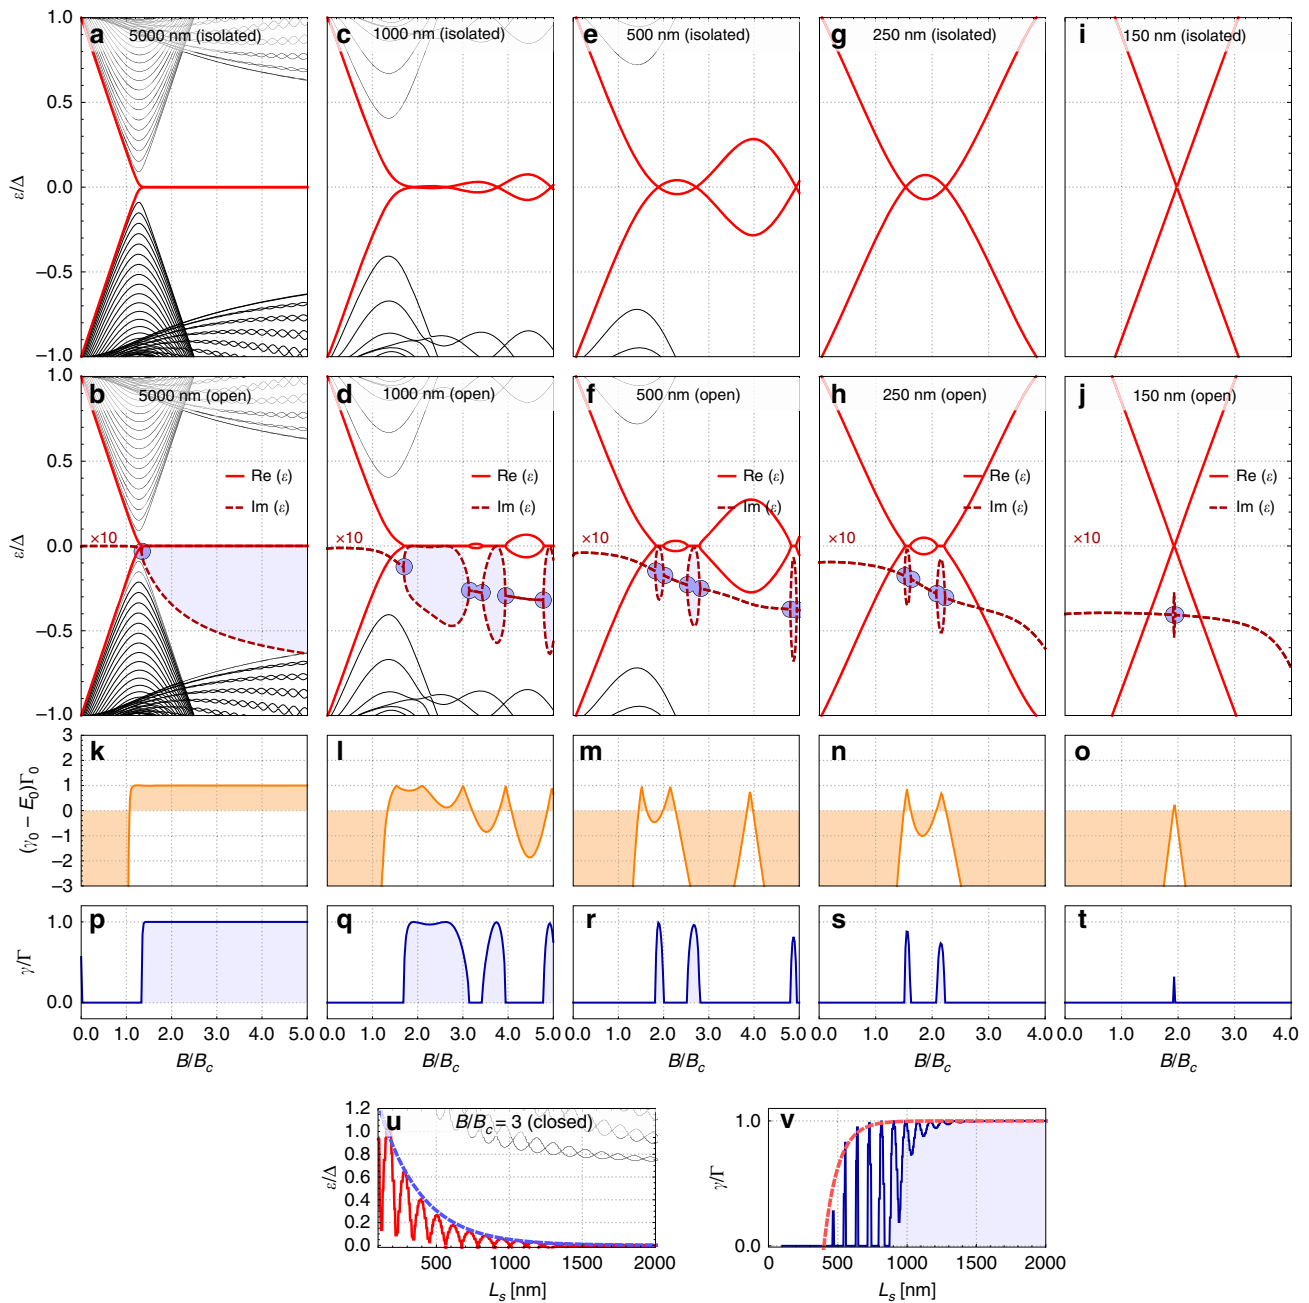 a 5000 nm (isolated) c 1000 nm (isolated) e 500 nm (isolated) g 250 nm (isolated) i 150 nm (isolated)
1.0
0.5
0.0
−0.5
−1.0
ε/Δ
b 5000 nm (open) d 1000 nm (open) f 500 nm (open) h 250 nm (open) j 150 nm (open)
1.0
0.5
0.0
−0.5
−1.0
ε/Δ
Re (ε) Re (ε) Re (ε) Re (ε) Re (ε)
Im (ε) Im (ε) Im (ε) Im (ε) Im (ε)
×10 ×10 ×10 ×10 ×10
k l m n o
3
2
1
0
−1
−2
−3
(γ₀ − E₀)Γ₀
p q r s t
1.0
0.0
γ/Γ
0.0 1.0 2.0 3.0 4.0 5.0 0.0 1.0 2.0 3.0 4.0 5.0 0.0 1.0 2.0 3.0 4.0 5.0 0.0 1.0 2.0 3.0 4.0 0.0 1.0 2.0 3.0 4.0
B/Bc B/Bc B/Bc B/Bc B/Bc
u B/Bc = 3 (closed)
1.2
1.0
0.8
0.6
0.4
0.2
0.0
ε/Δ
500 1000 1500 2000
Ls [nm]
v
1.0
0.0
γ/Γ
0 500 1000 1500 2000
Ls [nm]